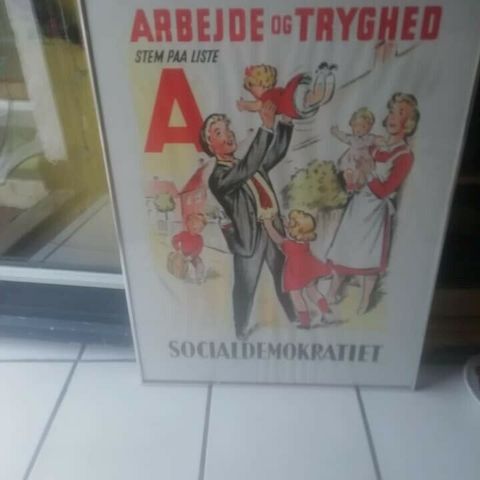 ARBEJDE OG TRYGHED
STEM PAA LISTE
A
SOCIALDEMOKRATIET